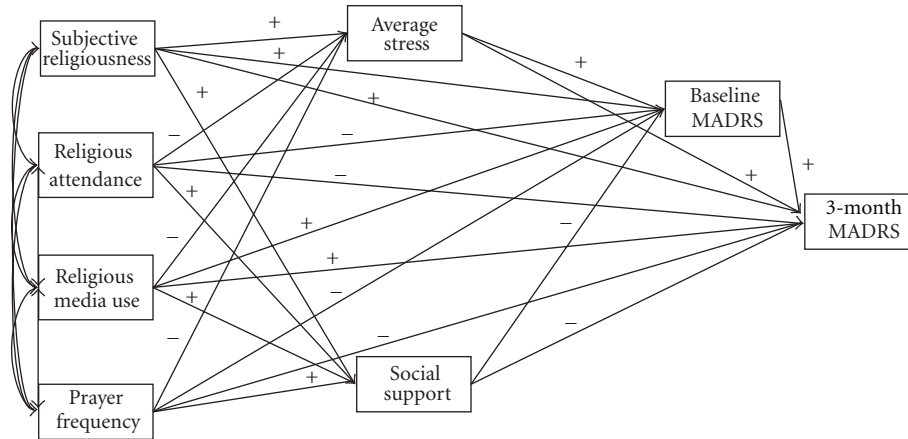 Subjective
religiousness
Religious
attendance
Religious
media use
Prayer
frequency
Average
stress
Social
support
Baseline
MADRS
3-month
MADRS
+
+
+
−
+
−
+
−
+
+
−
−
+
+
−
−
+
+
+
−
−